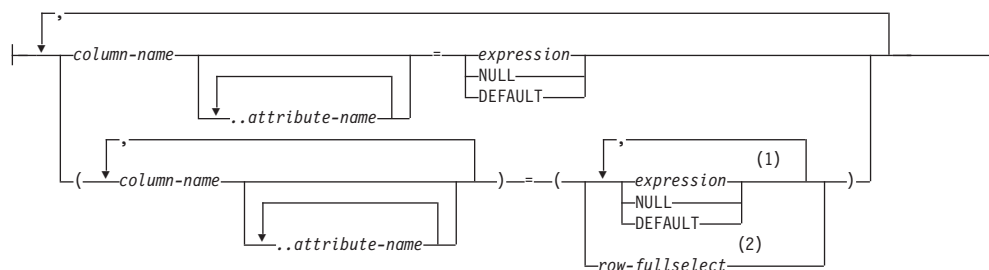 ,
column-name = expression
NULL
..attribute-name DEFAULT
, , (1)
( column-name ) = ( expression )
NULL
..attribute-name DEFAULT
(2)
row-fullselect